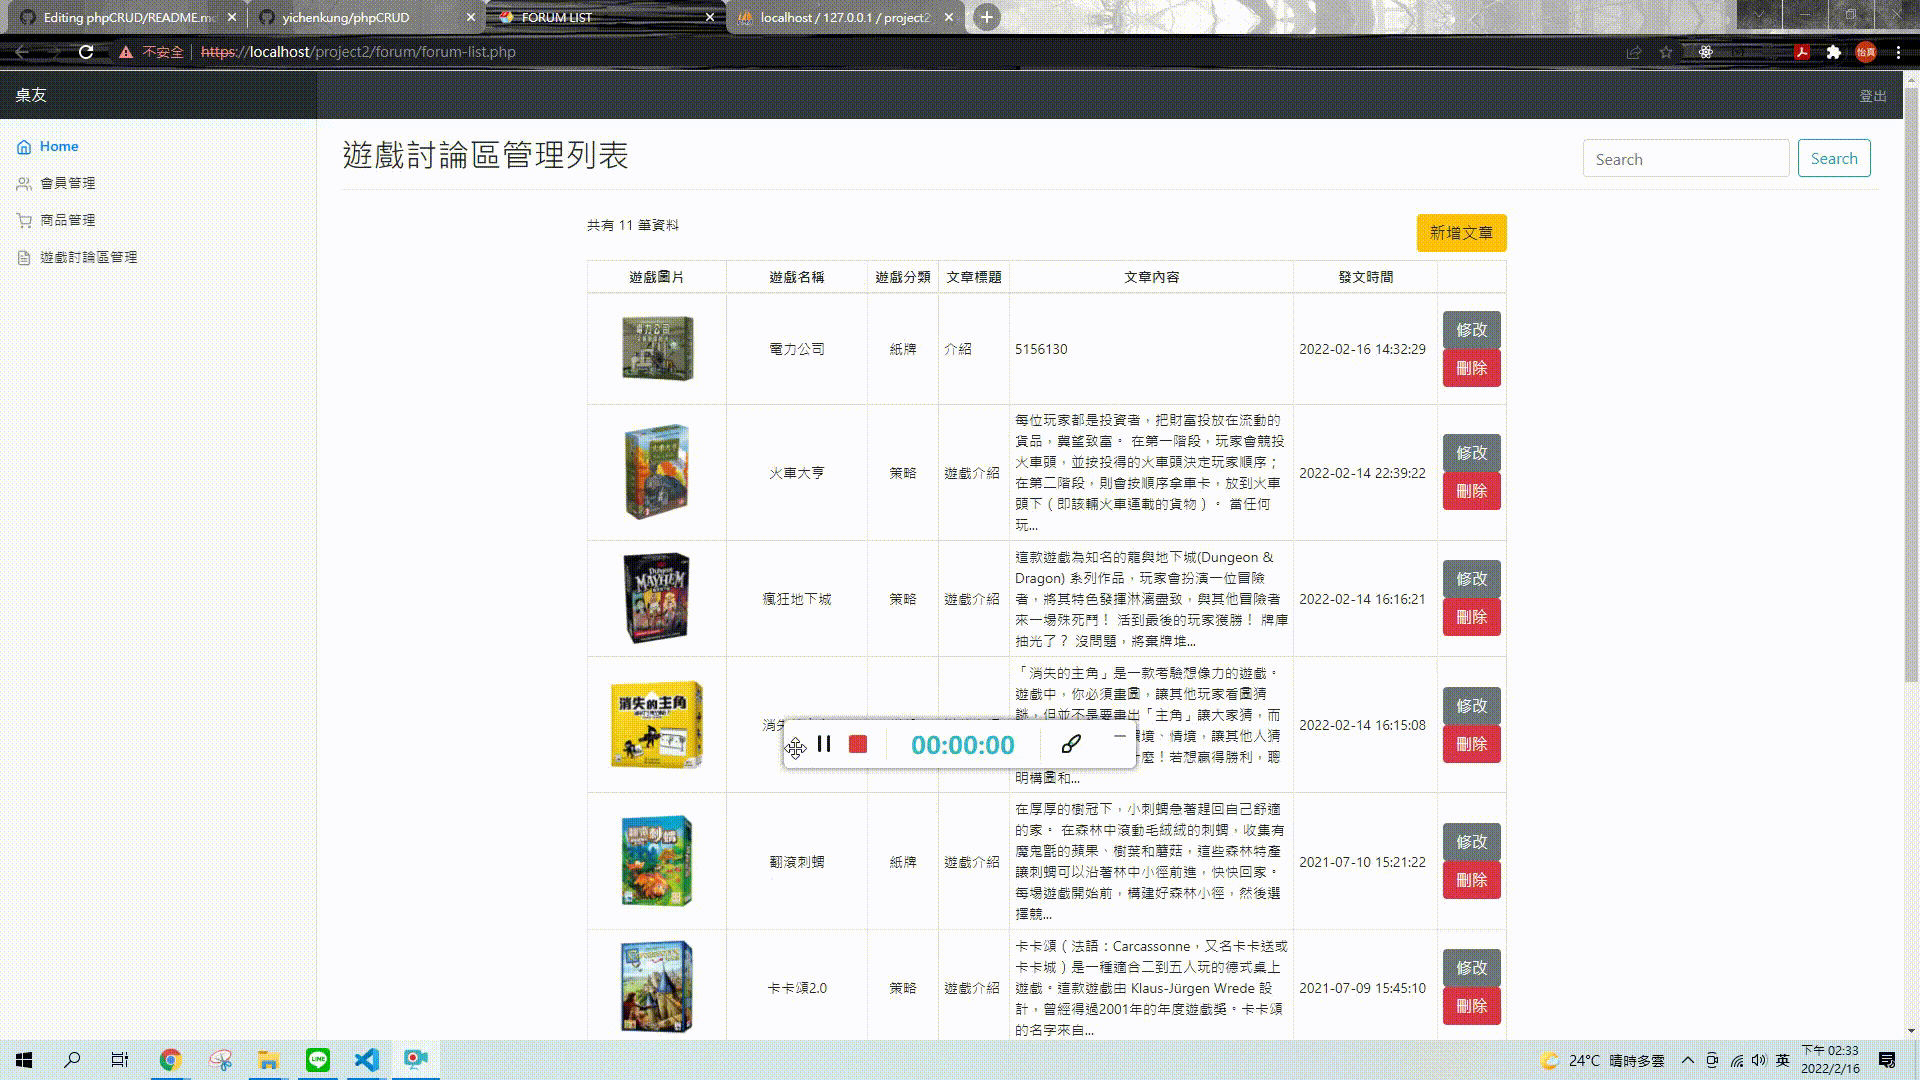 Editing phpCRUD/README.md
yichenkung/phpCRUD
FORUM LIST
localhost / 127.0.0.1 / project2
不安全
https://localhost/project2/forum/forum-list.php
怡真
桌友
登出
Home
會員管理
商品管理
遊戲討論區管理
遊戲討論區管理列表
Search
Search
共有 11 筆資料
新增文章
遊戲圖片 遊戲名稱 遊戲分類 文章標題 文章內容 發文時間
電力公司
電力公司 紙牌 介紹 5156130 2022-02-16 14:32:29
修改
刪除
火車大亨 策略 遊戲介紹
每位玩家都是投資者，把財富投放在流動的
貨品，冀望致富。 在第一階段，玩家會競投
火車頭，並按投得的火車頭決定玩家順序；
在第二階段，則會按順序拿車卡，放到火車
頭下（即該輛火車運載的貨物）。 當任何
玩...
2022-02-14 22:39:22
修改
刪除
DUNGEON
MAYHEM
瘋狂地下城 策略 遊戲介紹
這款遊戲為知名的龍與地下城(Dungeon &
Dragon) 系列作品，玩家會扮演一位冒險
者，將其特色發揮淋漓盡致，與其他冒險者
來一場殊死鬥！ 活到最後的玩家獲勝！ 牌庫
抽光了？ 沒問題，將棄牌堆...
2022-02-14 16:16:21
修改
刪除
消失的主角
消失
「消失的主角」是一款考驗想像力的遊戲。
遊戲中，你必須畫圖，讓其他玩家看圖猜
謎，但並不是要畫出「主角」讓大家猜，而
境、情境，讓其他人猜
麼！若想贏得勝利，聰
明構圖和...
2022-02-14 16:15:08
修改
刪除
00:00:00
翻滾刺蝟
翻滾刺蝟 紙牌 遊戲介紹
在厚厚的樹冠下，小刺蝟急著趕回自己舒適
的家。 在森林中滾動毛絨絨的刺蝟，收集有
魔鬼氈的蘋果、樹葉和蘑菇，這些森林特產
讓刺蝟可以沿著林中小徑前進，快快回家。
每場遊戲開始前，構建好森林小徑，然後選
擇競...
2021-07-10 15:21:22
修改
刪除
卡卡頌2.0 策略 遊戲介紹
卡卡頌（法語：Carcassonne，又名卡卡送或
卡卡城）是一種適合二到五人玩的德式桌上
遊戲。這款遊戲由 Klaus-Jürgen Wrede 設
計，曾經得過2001年的年度遊戲獎。卡卡頌
的名字來自...
2021-07-09 15:45:10
修改
刪除
LINE
24°C 晴時多雲
英
下午 02:33
2022/2/16